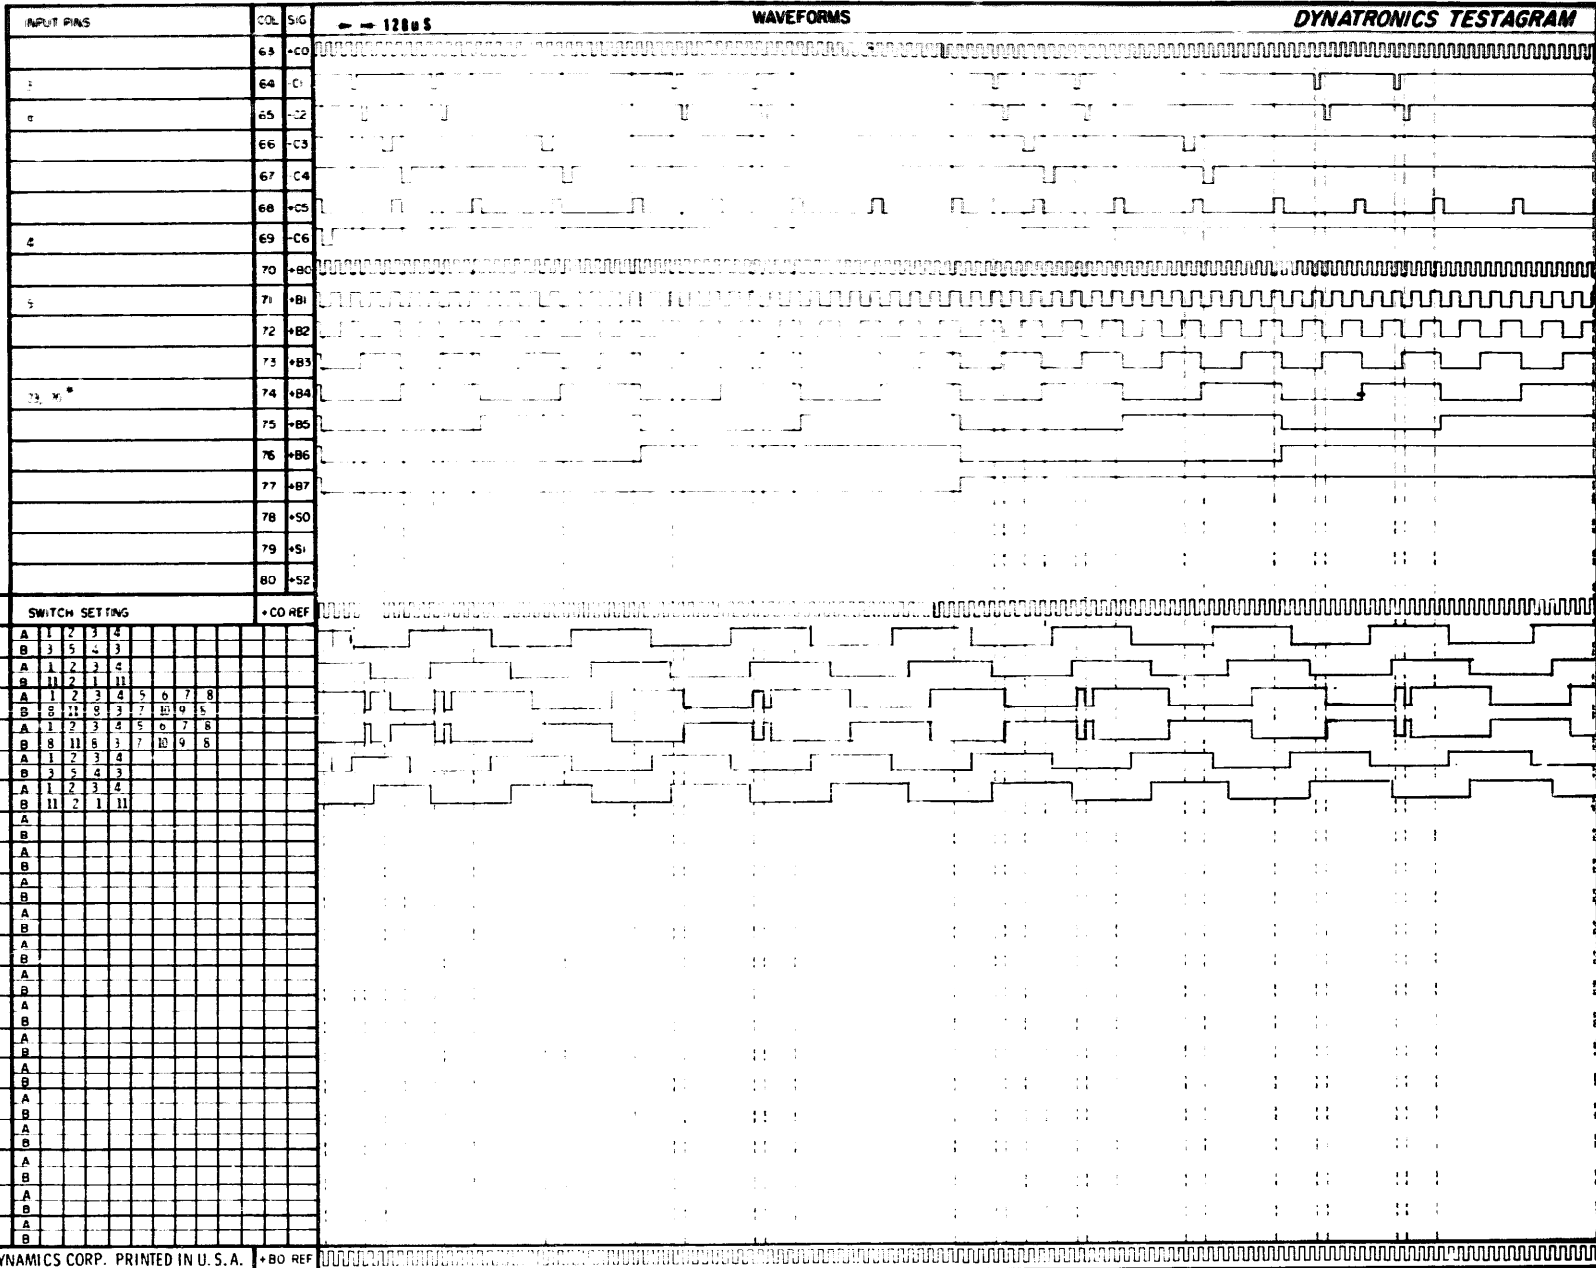 INPUT PINS COL SIG 128uS WAVEFORMS DYNATRONICS TESTAGRAM
63 +C0
64 -C1
65 -C2
66 -C3
67 -C4
68 +C5
4 69 -C6
70 +B0
5 71 +B1
72 +B2
73 +B3
74 +B4
75 +B5
76 +B6
77 +B7
78 +S0
79 +S1
80 +S2
SWITCH SETTING +CO REF
A 1 2 3 4
B 3 5 4 3
A 1 2 3 4
B 11 2 1 11
A 1 2 3 4 5 6 7 8
B 8 11 8 3 7 10 9
A 1 2 3 4 5 6 7 8
B 8 11 8 3 7 10 9 8
A 1 2 3 4
B 3 5 4 3
A 1 2 3 4
B 11 2 1 11
A
B
A
B
A
B
A
B
A
B
A
B
A
B
A
B
A
B
A
B
A
B
A
B
A
B
A
B
YNAMICS CORP. PRINTED IN U.S.A. +BO REF